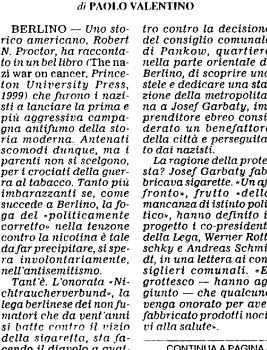 di PAOLO VALENTINO
BERLINO — Uno sto-
rico americano, Robert
N. Proctor, ha racconta-
to in un bel libro (The na-
zi war on cancer, Prince-
ton University Press,
1999) che furono i nazi-
sti a lanciare la prima e
più aggressiva campa-
gna antifumo della sto-
ria moderna. Antenati
scomodi dunque, ma i
parenti non si scelgono,
per i crociati della guer-
ra al tabacco. Tanto più
imbarazzanti se, come
succede a Berlino, la fo-
ga del «politicamente
corretto» nella tenzone
contro la nicotina è tale
da far precipitare, si spe-
ra involontariamente,
nell'antisemitismo.
Tant'è. L'onorata «Ni-
chtraucherverbund», la
lega berlinese dei non fu-
matori che da vent'anni
si batte contro il vizio
della sigaretta, sta fa-
cendo il diavolo a quat-
tro contro la decisione
del consiglio comunale
di Pankow, quartiere
nella parte orientale di
Berlino, di scoprire una
stele e dedicare una sta-
zione della metropolita-
na a Josef Garbaty, im-
prenditore ebreo consi-
derato un benefattore
della città e perseguita-
to dai nazisti.
La ragione della prote-
sta? Josef Garbaty fab-
bricava sigarette. «Un af-
fronto», frutto «della
mancanza di istinto poli-
tico», hanno definito il
progetto i co-presidenti
della Lega, Werner Rott-
schky e Andreas Schmi-
dt, in una lettera ai con-
siglieri comunali. «È
grottesco — hanno ag-
giunto — che qualcuno
venga onorato per aver
fabbricato prodotti noci-
vi alla salute».
CONTINUA A PAGINA